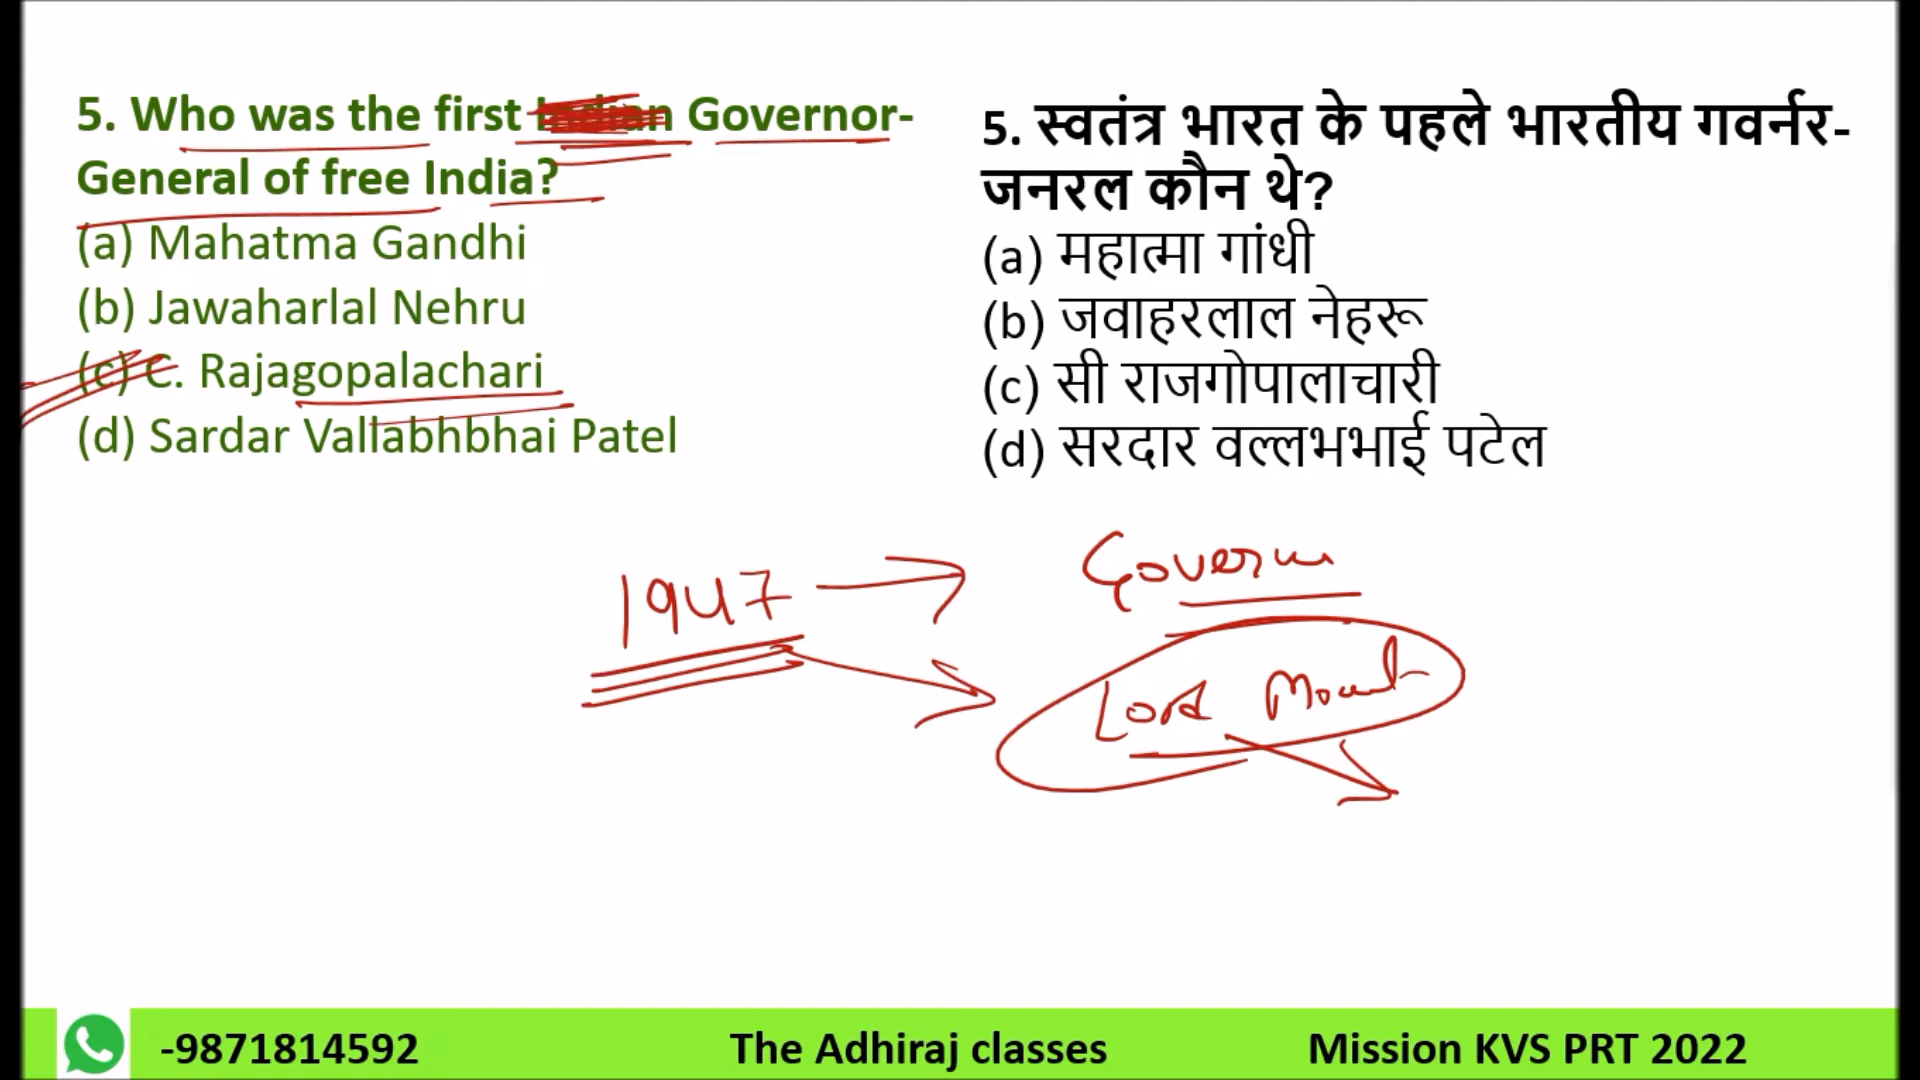 5. Who was the first Indian Governor-
General of free India?
(a) Mahatma Gandhi
(b) Jawaharlal Nehru
(c) C. Rajagopalachari
(d) Sardar Vallabhbhai Patel
5. स्वतंत्र भारत के पहले भारतीय गवर्नर-
जनरल कौन थे?
(a) महात्मा गांधी
(b) जवाहरलाल नेहरू
(c) सी राजगोपालाचारी
(d) सरदार वल्लभभाई पटेल
1947
Lord
-9871814592 The Adhiraj classes Mission KVS PRT 2022